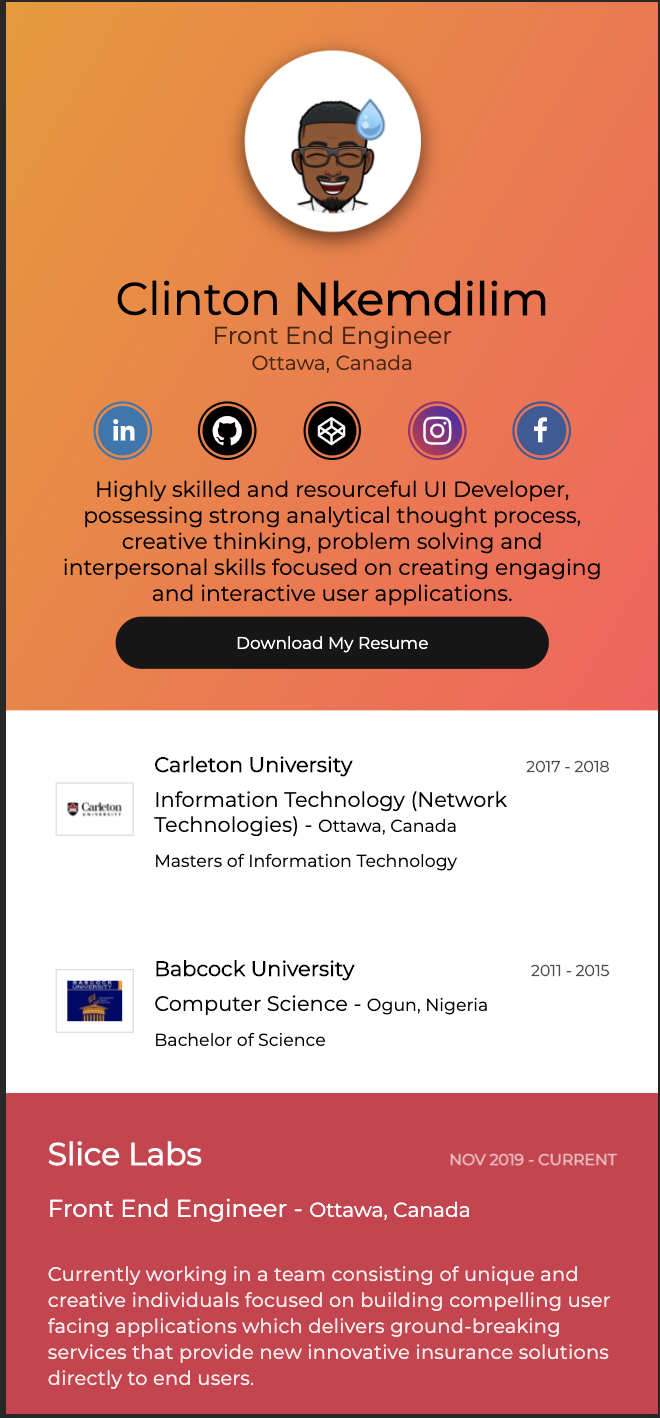 Clinton Nkemdilim
Front End Engineer
Ottawa, Canada
in
f
Highly skilled and resourceful UI Developer,
possessing strong analytical thought process,
creative thinking, problem solving and
interpersonal skills focused on creating engaging
and interactive user applications.
Download My Resume
Carleton University 2017 - 2018
Carleton
UNIVERSITY
Information Technology (Network
Technologies) - Ottawa, Canada
Masters of Information Technology
Babcock University 2011 - 2015
BABCOCK
UNIVERSITY
Computer Science - Ogun, Nigeria
Bachelor of Science
Slice Labs NOV 2019 - CURRENT
Front End Engineer - Ottawa, Canada
Currently working in a team consisting of unique and
creative individuals focused on building compelling user
facing applications which delivers ground-breaking
services that provide new innovative insurance solutions
directly to end users.